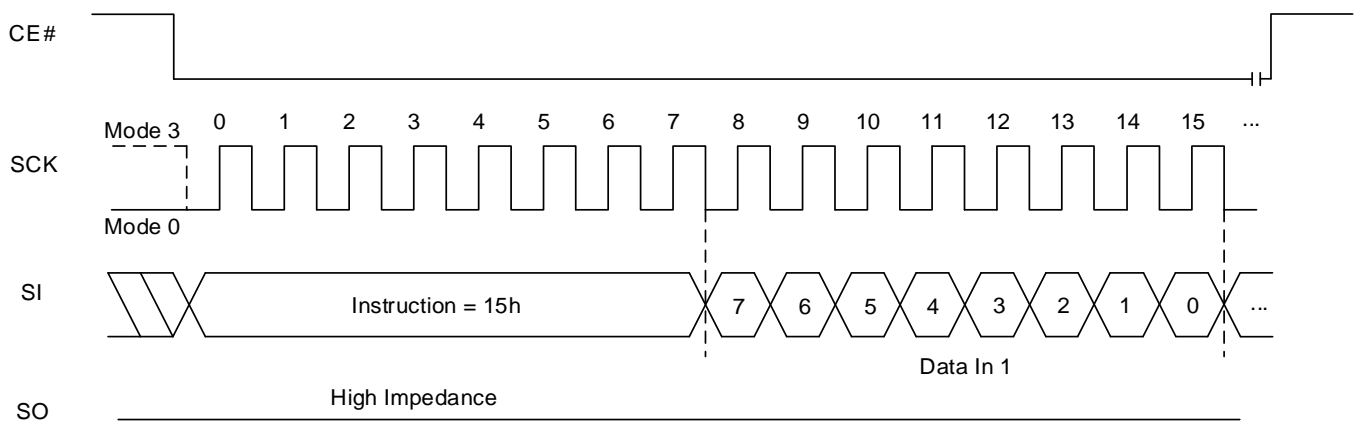 CE#
0 1 2 3 4 5 6 7 8 9 10 11 12 13 14 15 ...
Mode 3
SCK
Mode 0
SI
Instruction = 15h
7 6 5 4 3 2 1 0 ...
Data In 1
High Impedance
SO